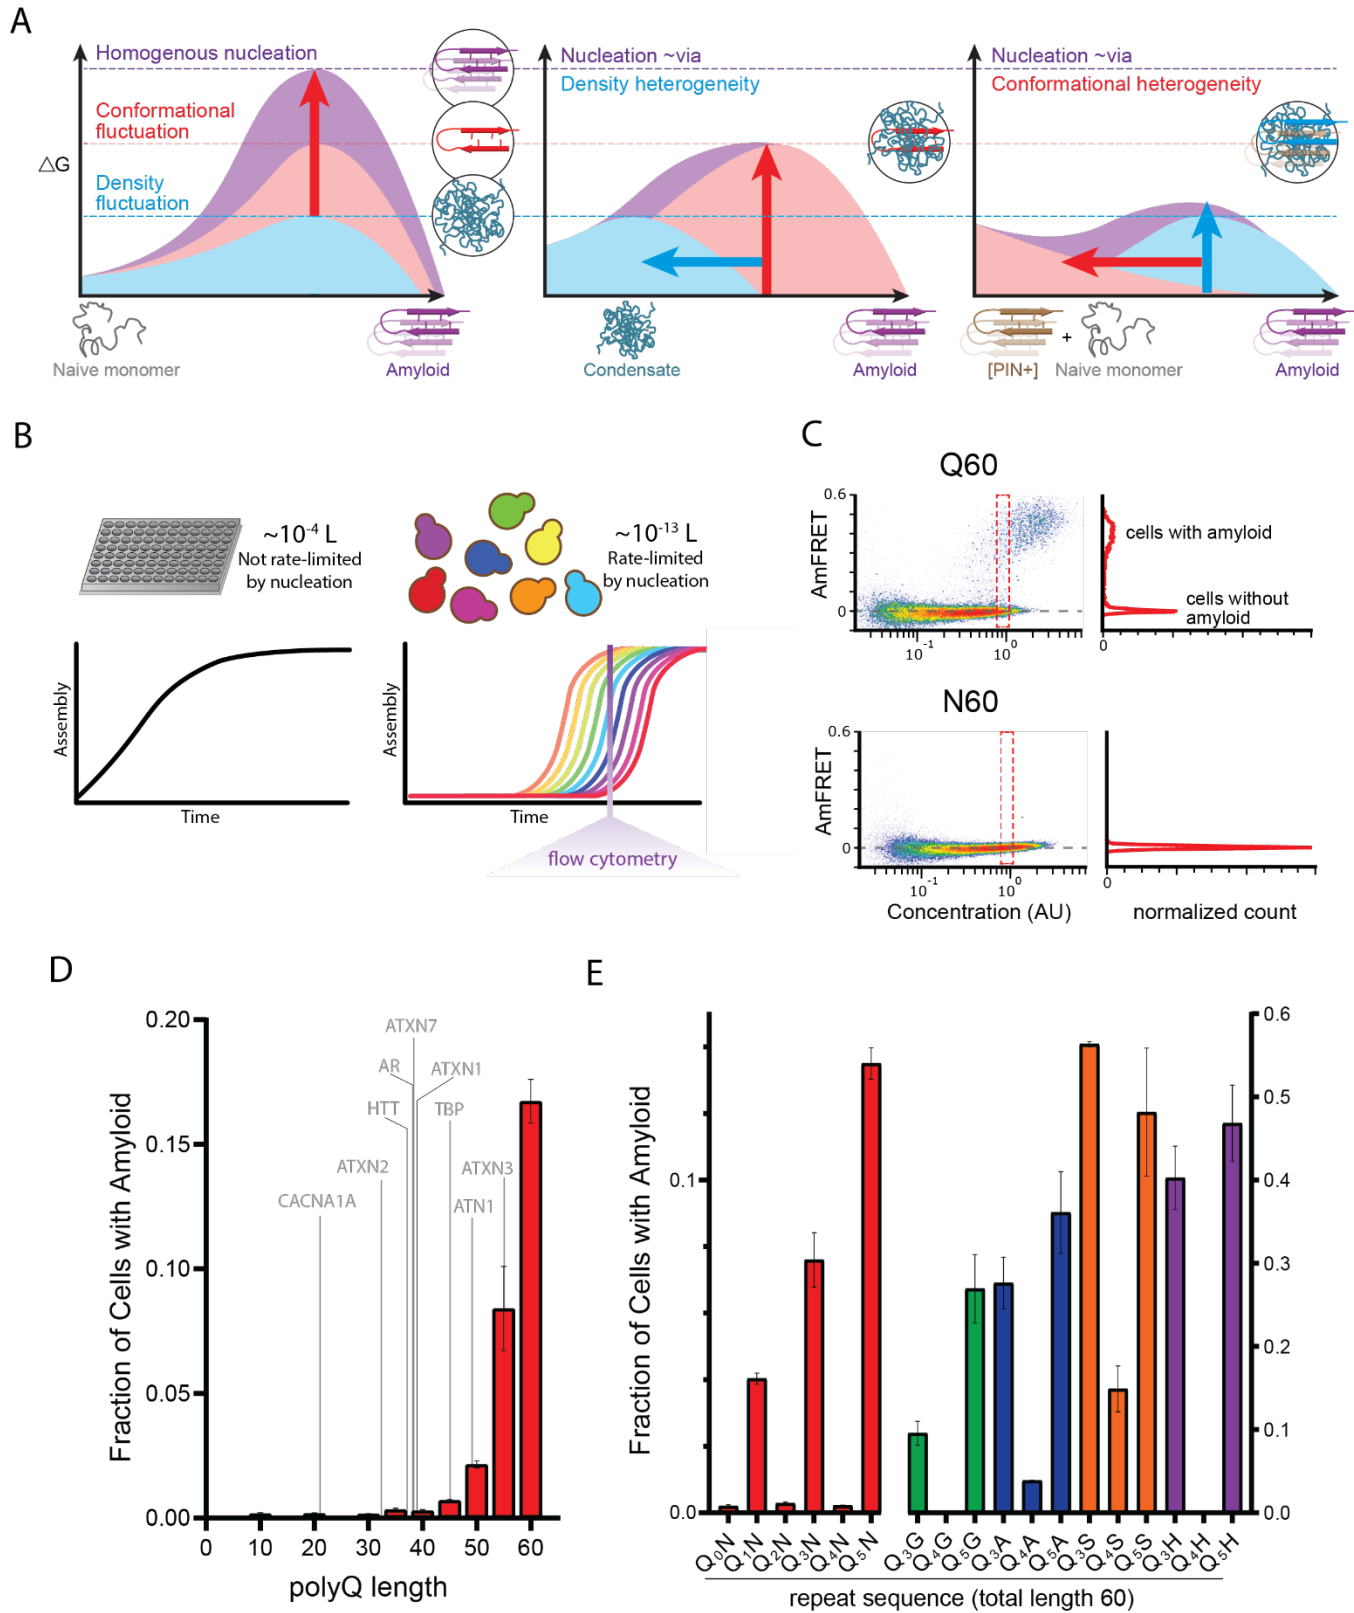 A
Homogenous nucleation
Conformational
fluctuation
Density
fluctuation
△G
Naive monomer
Amyloid
Nucleation ~via
Density heterogeneity
Condensate
Amyloid
Nucleation ~via
Conformational heterogeneity
[PIN+]
+
Naive monomer
Amyloid
B
~10⁻⁴ L
Not rate-limited
by nucleation
~10⁻¹³ L
Rate-limited
by nucleation
Assembly
Time
Assembly
Time
flow cytometry
C
Q60
0.6
AmFRET
0
10⁻¹
10⁰
cells with amyloid
cells without
amyloid
0
N60
0.6
AmFRET
0
10⁻¹
10⁰
Concentration (AU)
0
normalized count
D
Fraction of Cells with Amyloid
0.20
0.15
0.10
0.05
0.00
ATXN7
AR
ATXN1
HTT
TBP
ATXN2
ATXN3
CACNA1A
ATN1
0 10 20 30 40 50 60
polyQ length
E
Fraction of Cells with Amyloid
0.1
0.0
0.6
0.5
0.4
0.3
0.2
0.1
0.0
Q₀N Q₁N Q₂N Q₃N Q₄N Q₅N Q₃G Q₄G Q₅G Q₃A Q₄A Q₅A Q₃S Q₄S Q₅S Q₃H Q₄H Q₅H
repeat sequence (total length 60)